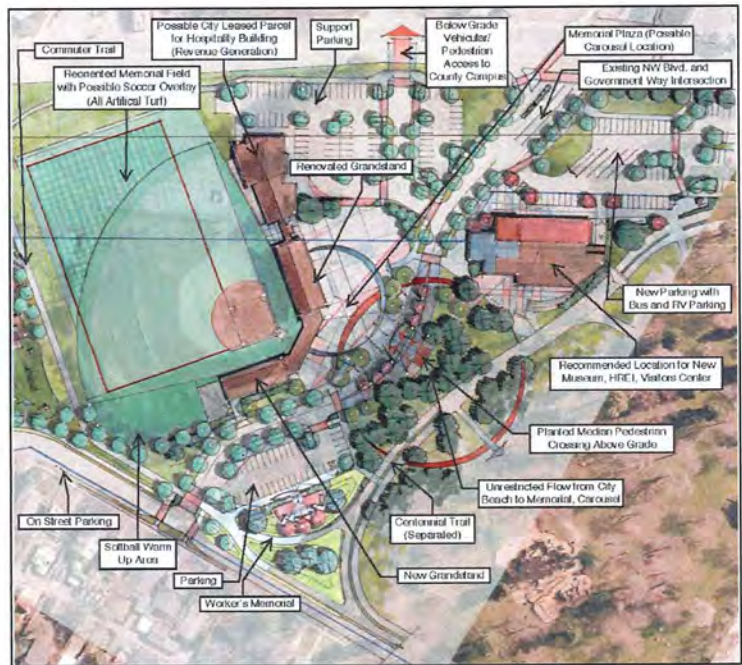 Commuter Trail
Possible City Leased Parcel
for Hospitality Building
(Revenue Generation)
Support
Parking
Below Grade
Vehicular/
Pedestrian
Access to
County Campus
Memorial Plaza (Possible
Carousel Location)
Existing NW Blvd. and
Government Way Intersection
Reoriented Memorial Field
with Possible Soccer Overlay
(All Artifical Turf)
Renovated Grandstand
New Parking with
Bus and RV Parking
Recommended Location for New
Museum, HREI, Visitors Center
Planted Median Pedestrian
Crossing Above Grade
Unrestricted Flow from City
Beach to Memorial, Carousel
Centennial Trail
(Separated)
On Street Parking
Softball Warm
Up Area
Parking
New Grandstand
Worker's Memorial